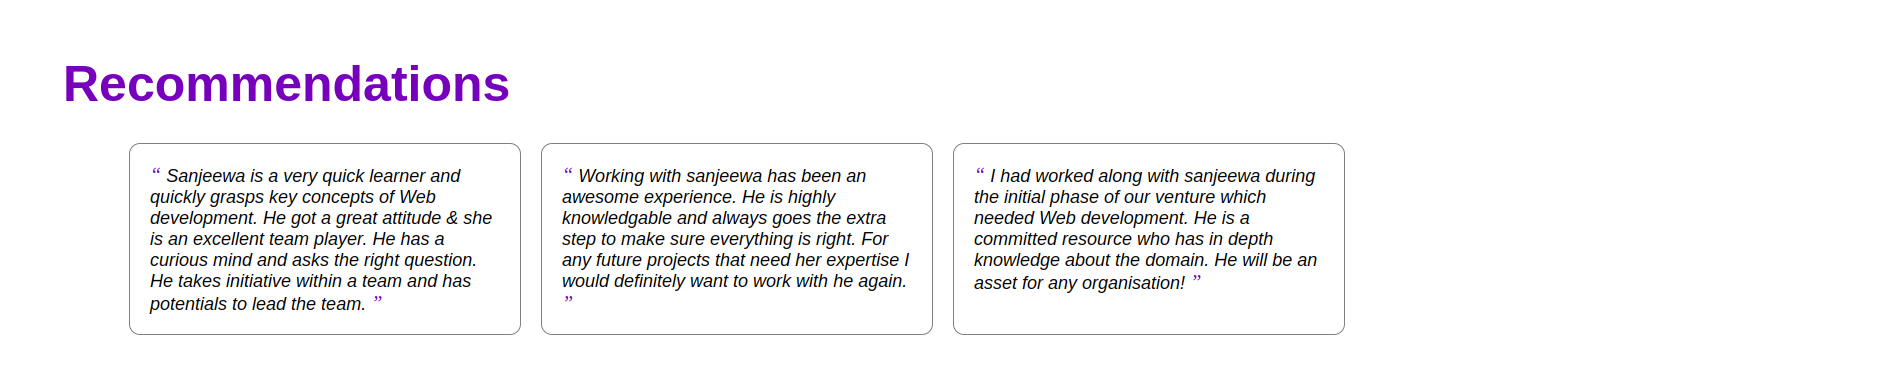 Recommendations
“ Sanjeewa is a very quick learner and
quickly grasps key concepts of Web
development. He got a great attitude & she
is an excellent team player. He has a
curious mind and asks the right question.
He takes initiative within a team and has
potentials to lead the team. ”
“ Working with sanjeewa has been an
awesome experience. He is highly
knowledgable and always goes the extra
step to make sure everything is right. For
any future projects that need her expertise I
would definitely want to work with he again.
”
“ I had worked along with sanjeewa during
the initial phase of our venture which
needed Web development. He is a
committed resource who has in depth
knowledge about the domain. He will be an
asset for any organisation! ”